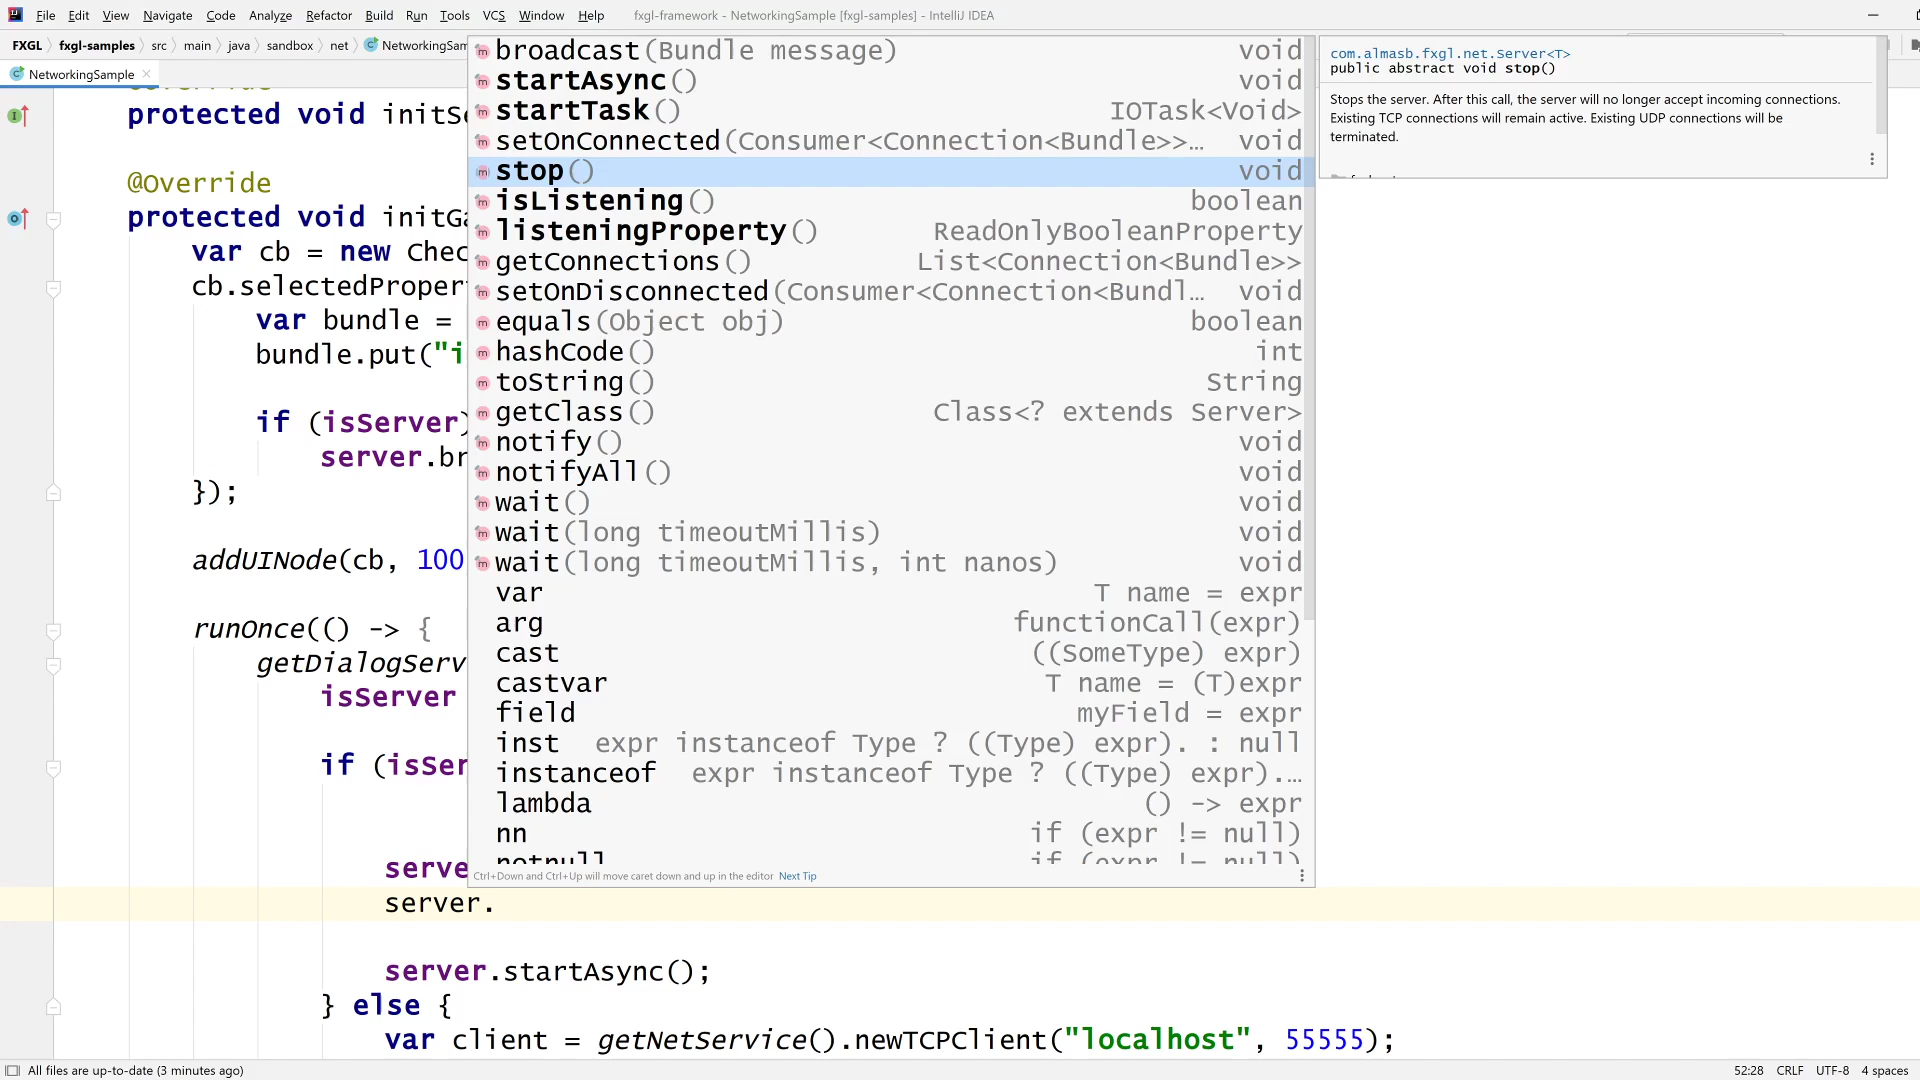 File Edit View Navigate Code Analyze Refactor Build Run Tools VCS Window Help fxgl-framework - NetworkingSample [fxgl-samples] - IntelliJ IDEA
FXGL fxgl-samples src main java sandbox net NetworkingSam
NetworkingSample
protected void initSe
@Override
protected void initGa
var cb = new Chec
cb.selectedPropert
var bundle =
bundle.put("i
if (isServer)
server.br
});
addUINode(cb, 100
runOnce(() -> {
getDialogServ
isServer
if (isSer
serve
server.
server.startAsync();
} else {
var client = getNetService().newTCPClient("localhost", 55555);
broadcast(Bundle message) void
startAsync() void
startTask() IOTask<Void>
setOnConnected(Consumer<Connection<Bundle>>… void
stop() void
isListening() boolean
listeningProperty() ReadOnlyBooleanProperty
getConnections() List<Connection<Bundle>>
setOnDisconnected(Consumer<Connection<Bundl… void
equals(Object obj) boolean
hashCode() int
toString() String
getClass() Class<? extends Server>
notify() void
notifyAll() void
wait() void
wait(long timeoutMillis) void
wait(long timeoutMillis, int nanos) void
var T name = expr
arg functionCall(expr)
cast ((SomeType) expr)
castvar T name = (T)expr
field myField = expr
inst expr instanceof Type ? ((Type) expr). : null
instanceof expr instanceof Type ? ((Type) expr).…
lambda () -> expr
nn if (expr != null)
notnull if (expr != null)
Ctrl+Down and Ctrl+Up will move caret down and up in the editor Next Tip
com.almasb.fxgl.net.Server<T>
public abstract void stop()
Stops the server. After this call, the server will no longer accept incoming connections.
Existing TCP connections will remain active. Existing UDP connections will be
terminated.
All files are up-to-date (3 minutes ago) 52:28 CRLF UTF-8 4 spaces